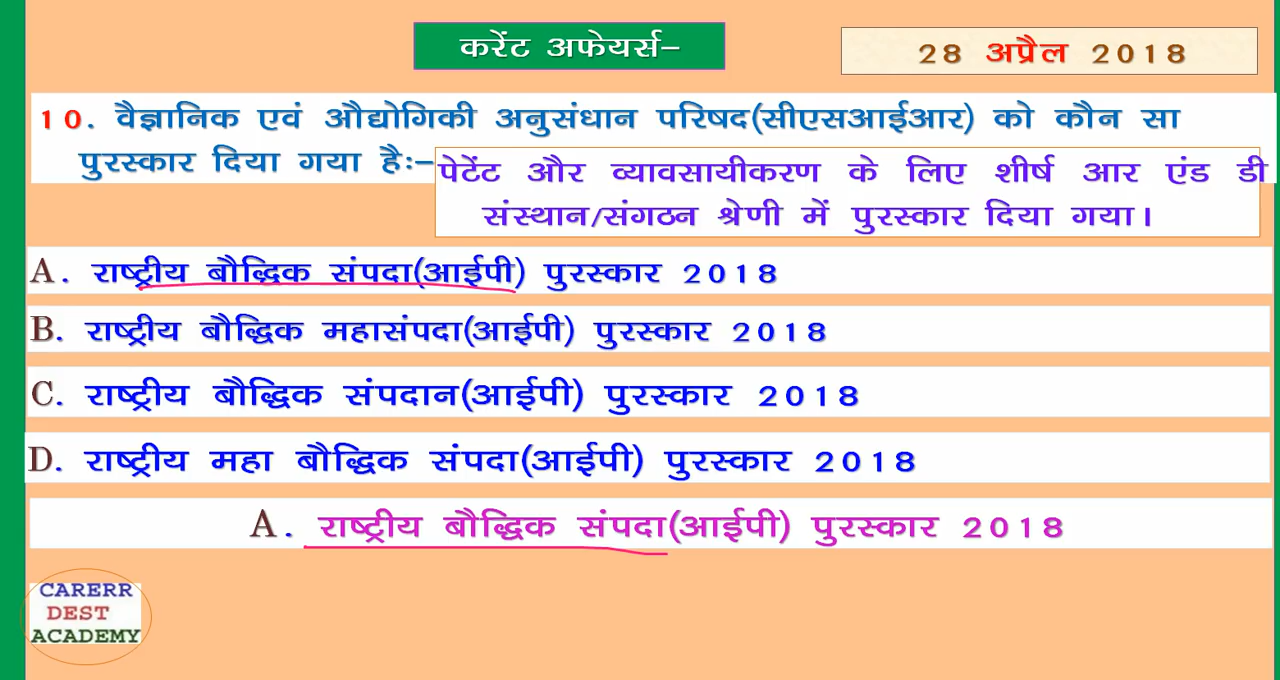 करेंट अफेयर्स–
28 अप्रैल 2018
10. वैज्ञानिक एवं औद्योगिकी अनुसंधान परिषद(सीएसआईआर) को कौन सा
पुरस्कार दिया गया है:–
पेटेंट और व्यावसायीकरण के लिए शीर्ष आर एंड डी
संस्थान/संगठन श्रेणी में पुरस्कार दिया गया।
A. राष्ट्रीय बौद्धिक संपदा(आईपी) पुरस्कार 2018
B. राष्ट्रीय बौद्धिक महासंपदा(आईपी) पुरस्कार 2018
C. राष्ट्रीय बौद्धिक संपदान(आईपी) पुरस्कार 2018
D. राष्ट्रीय महा बौद्धिक संपदा(आईपी) पुरस्कार 2018
A. राष्ट्रीय बौद्धिक संपदा(आईपी) पुरस्कार 2018
CARERR
DEST
ACADEMY